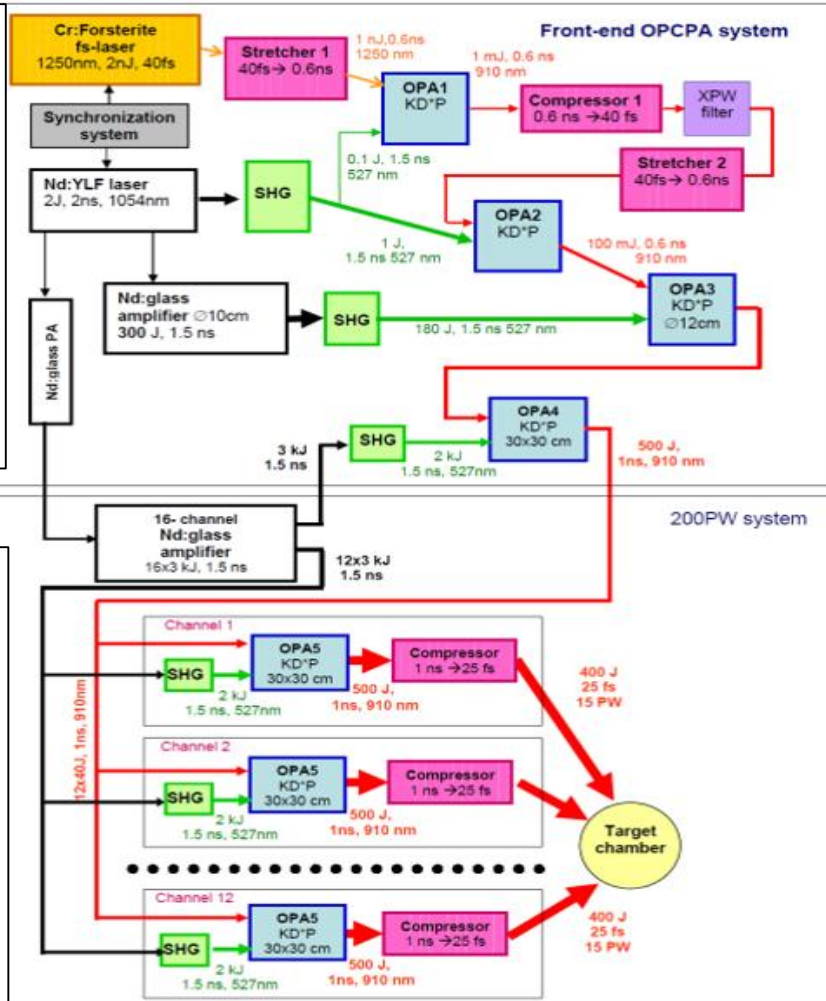 Front-end OPCPA system
Cr:Forsterite
fs-laser
1250nm, 2nJ, 40fs
Stretcher 1
40fs→ 0.6ns
1 nJ,0.6ns
1250 nm
OPA1
KD*P
1 mJ, 0.6 ns
910 nm
Compressor 1
0.6 ns →40 fs
XPW
filter
Synchronization
system
Stretcher 2
40fs→ 0.6ns
0.1 J, 1.5 ns
527 nm
Nd:YLF laser
2J, 2ns, 1054nm
SHG
OPA2
KD*P
1 J,
1.5 ns 527 nm
100 mJ, 0.6 ns
910 nm
OPA3
KD*P
∅12cm
Nd:glass
amplifier ∅10cm
300 J, 1.5 ns
SHG
180 J, 1.5 ns 527 nm
Nd:glass PA
OPA4
KD*P
30x30 cm
SHG
3 kJ
1.5 ns
2 kJ
1.5 ns, 527nm
500 J,
1ns, 910 nm
200PW system
16- channel
Nd:glass
amplifier
16x3 kJ, 1.5 ns
12x3 kJ
1.5 ns
12x40J, 1ns, 910nm
Channel 1
SHG
2 kJ
1.5 ns, 527nm
OPA5
KD*P
30x30 cm
500 J,
1ns, 910 nm
Compressor
1 ns →25 fs
400 J
25 fs
15 PW
Channel 2
SHG
2 kJ
1.5 ns, 527nm
OPA5
KD*P
30x30 cm
500 J,
1ns, 910 nm
Compressor
1 ns →25 fs
Target
chamber
Channel 12
SHG
2 kJ
1.5 ns, 527nm
OPA5
KD*P
30x30 cm
500 J,
1ns, 910 nm
Compressor
1 ns →25 fs
400 J
25 fs
15 PW